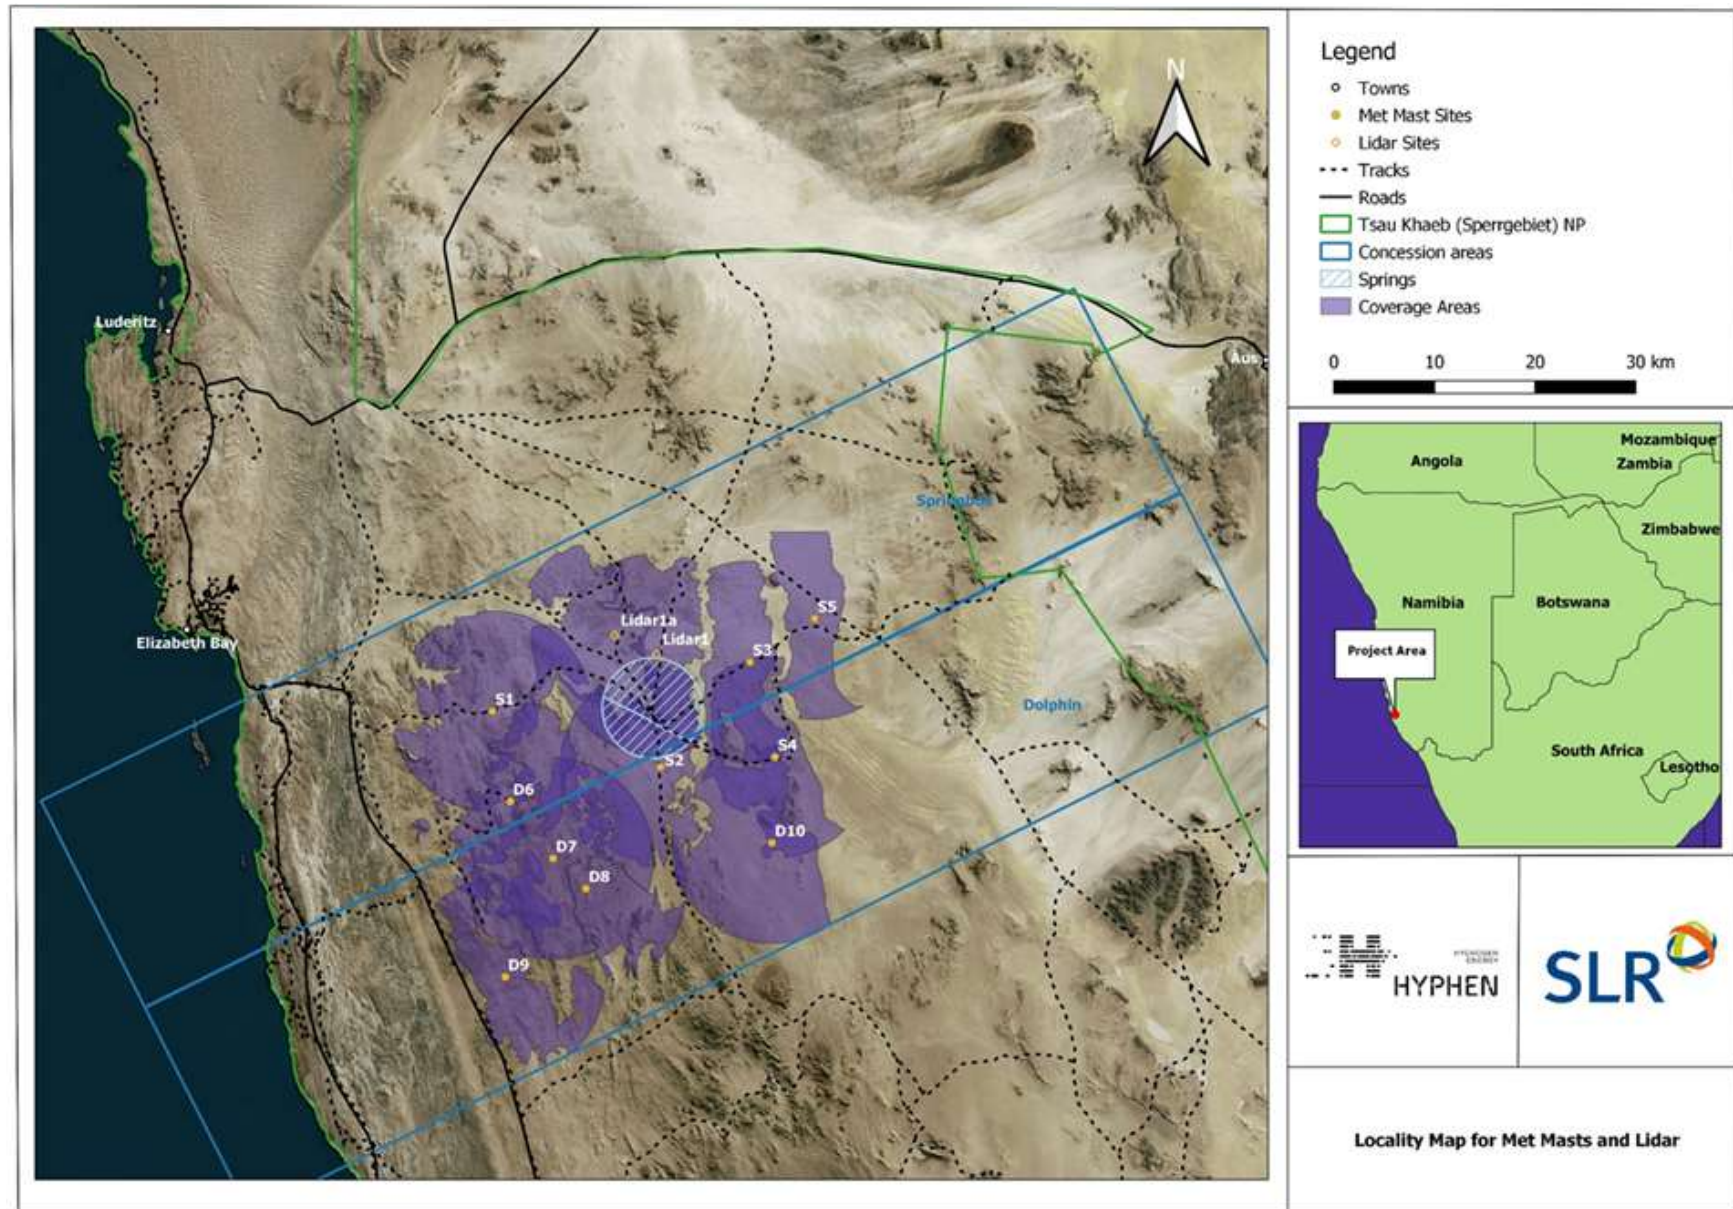 N
Luderitz
Aus
Springbok
Elizabeth Bay
Lidar1a
Lidar1
S5
S3
S1
Dolphin
S4
S2
D6
D10
D7
D8
D9
Legend
Towns
Met Mast Sites
Lidar Sites
Tracks
Roads
Tsau Khaeb (Sperrgebiet) NP
Concession areas
Springs
Coverage Areas
0 10 20 30 km
Mozambique
Angola
Zambia
Zimbabwe
Namibia
Botswana
Project Area
South Africa
Lesotho
HYDROGEN
ENERGY
HYPHEN
SLR
Locality Map for Met Masts and Lidar